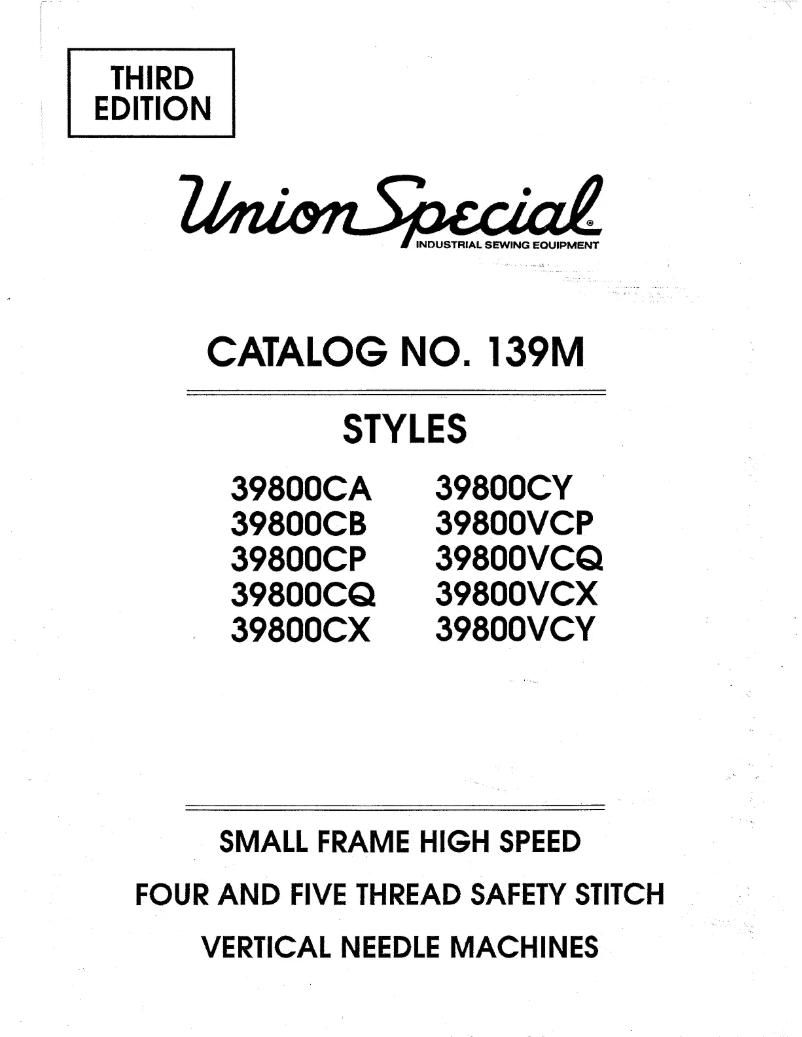 THIRD
EDITION
Union Special®
INDUSTRIAL SEWING EQUIPMENT
CATALOG NO. 139M
STYLES
39800CA 39800CY
39800CB 39800VCP
39800CP 39800VCQ
39800CQ 39800VCX
39800CX 39800VCY
SMALL FRAME HIGH SPEED
FOUR AND FIVE THREAD SAFETY STITCH
VERTICAL NEEDLE MACHINES